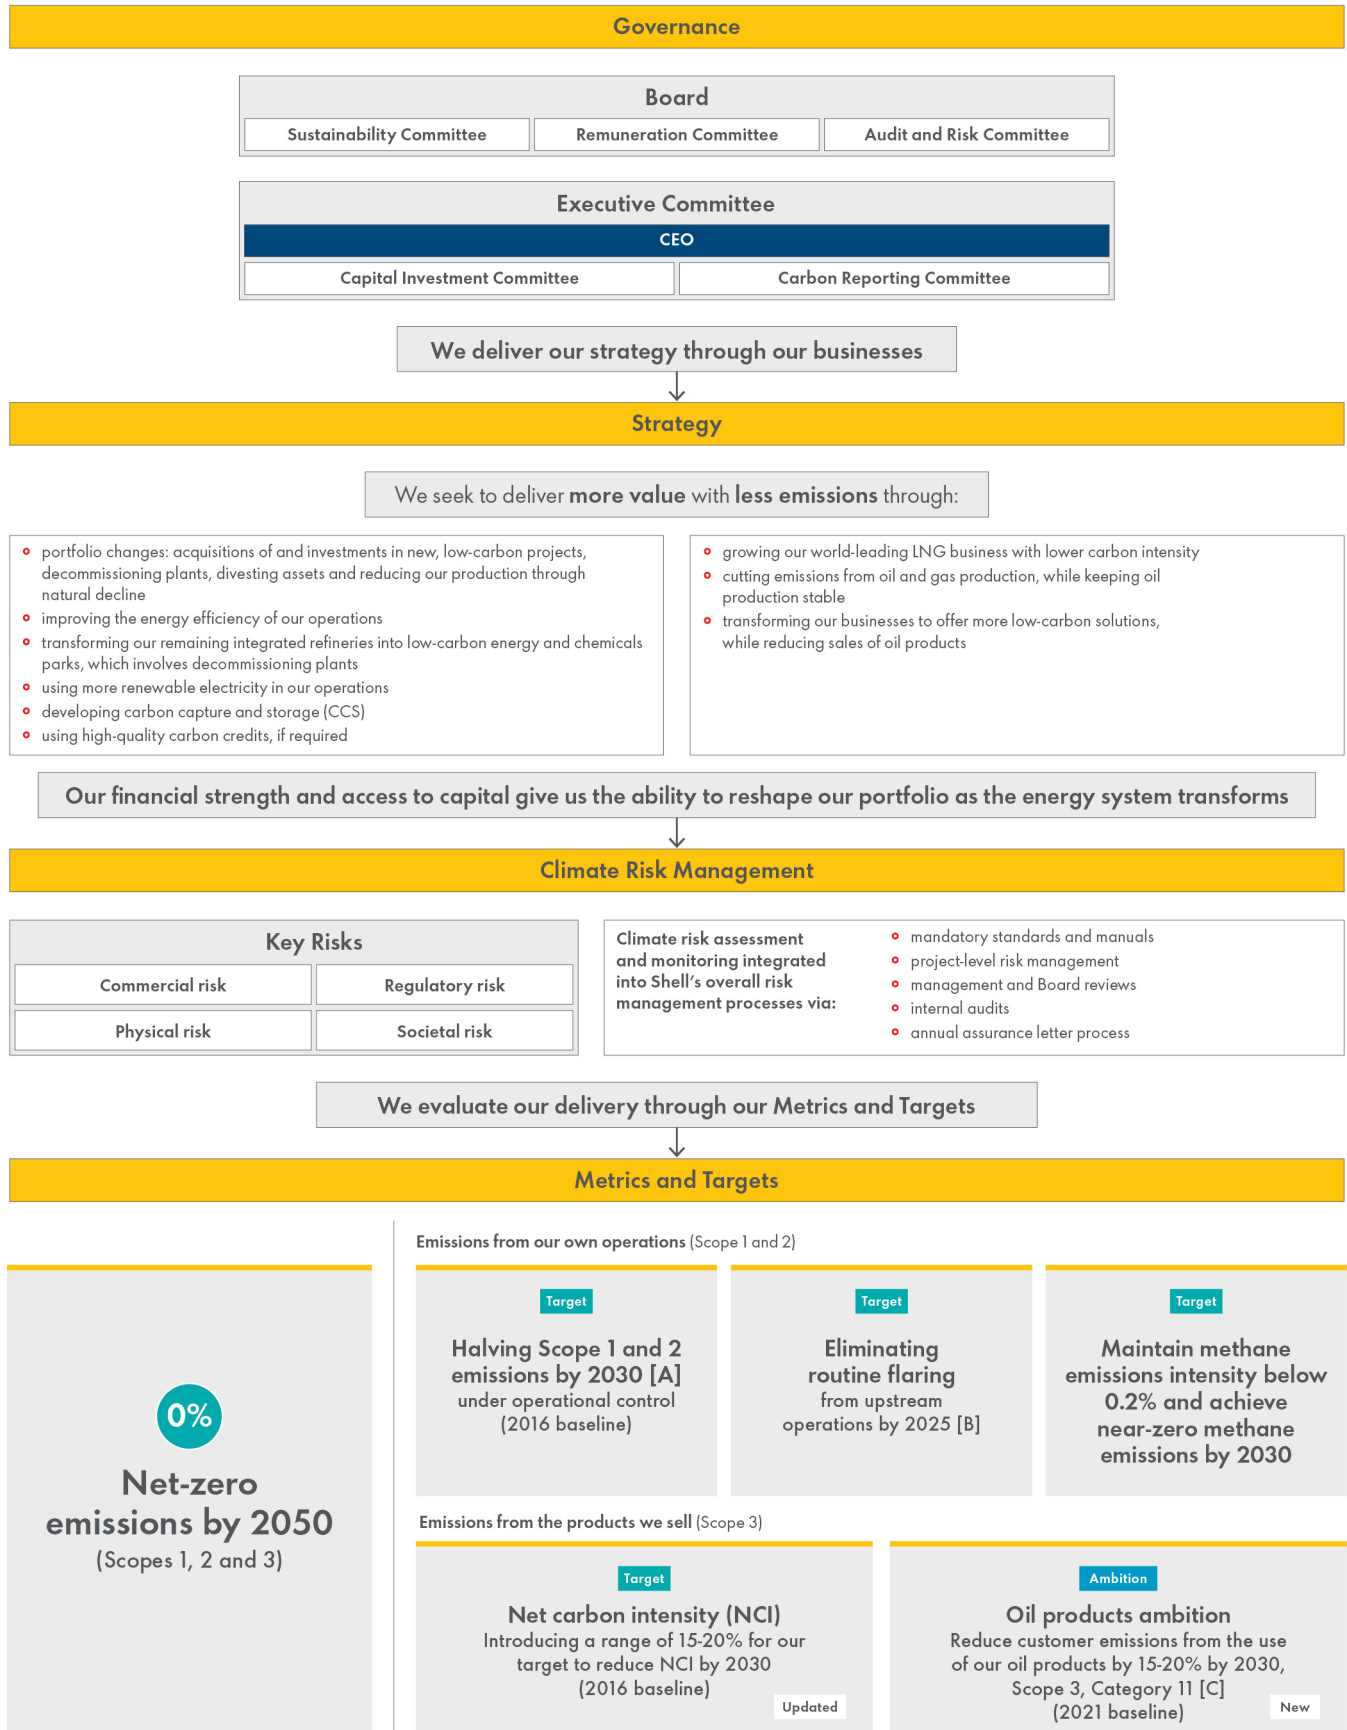 Governance
Board
Sustainability Committee
Remuneration Committee
Audit and Risk Committee
Executive Committee
CEO
Capital Investment Committee
Carbon Reporting Committee
We deliver our strategy through our businesses
Strategy
We seek to deliver more value with less emissions through:
portfolio changes: acquisitions of and investments in new, low-carbon projects,
decommissioning plants, divesting assets and reducing our production through
natural decline
improving the energy efficiency of our operations
transforming our remaining integrated refineries into low-carbon energy and chemicals
parks, which involves decommissioning plants
using more renewable electricity in our operations
developing carbon capture and storage (CCS)
using high-quality carbon credits, if required
growing our world-leading LNG business with lower carbon intensity
cutting emissions from oil and gas production, while keeping oil
production stable
transforming our businesses to offer more low-carbon solutions,
while reducing sales of oil products
Our financial strength and access to capital give us the ability to reshape our portfolio as the energy system transforms
Climate Risk Management
Key Risks
Commercial risk
Regulatory risk
Physical risk
Societal risk
Climate risk assessment
and monitoring integrated
into Shell's overall risk
management processes via:
mandatory standards and manuals
project-level risk management
management and Board reviews
internal audits
annual assurance letter process
We evaluate our delivery through our Metrics and Targets
Metrics and Targets
0%
Net-zero
emissions by 2050
(Scopes 1, 2 and 3)
Emissions from our own operations (Scope 1 and 2)
Target
Halving Scope 1 and 2
emissions by 2030 [A]
under operational control
(2016 baseline)
Target
Eliminating
routine flaring
from upstream
operations by 2025 [B]
Target
Maintain methane
emissions intensity below
0.2% and achieve
near-zero methane
emissions by 2030
Emissions from the products we sell (Scope 3)
Target
Net carbon intensity (NCI)
Introducing a range of 15-20% for our
target to reduce NCI by 2030
(2016 baseline)
Updated
Ambition
Oil products ambition
Reduce customer emissions from the use
of our oil products by 15-20% by 2030,
Scope 3, Category 11 [C]
(2021 baseline)
New